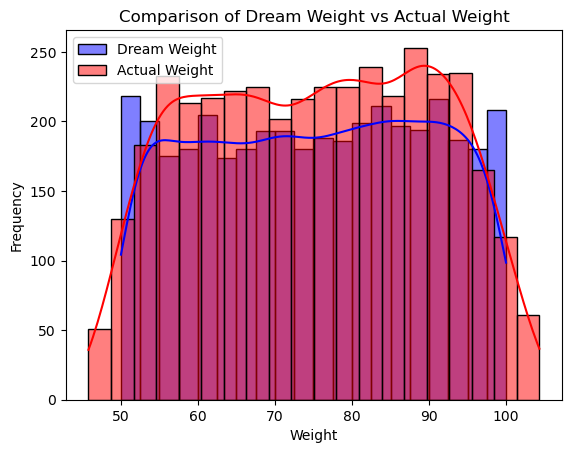 Comparison of Dream Weight vs Actual Weight
Dream Weight
Actual Weight
250
200
150
100
50
0
Frequency
50 60 70 80 90 100
Weight